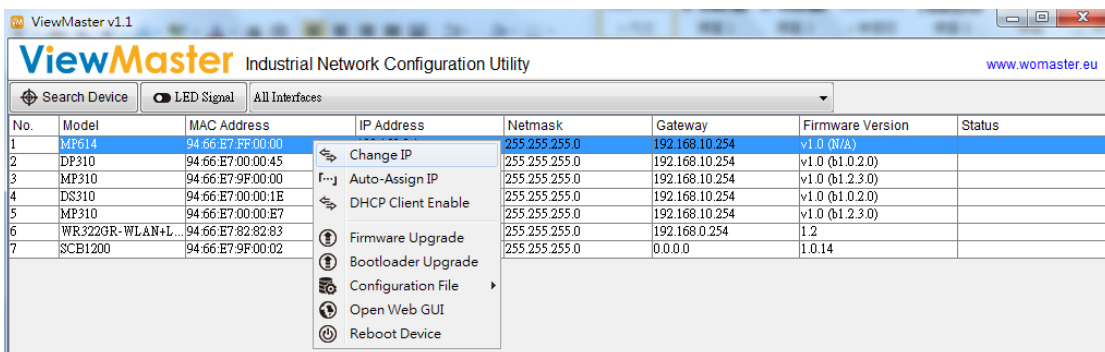 ViewMaster v1.1
ViewMaster Industrial Network Configuration Utility www.womaster.eu
Search Device LED Signal All Interfaces
No. Model MAC Address IP Address Netmask Gateway Firmware Version Status
1 MP614 94:66:E7:FF:00:00 255.255.255.0 192.168.10.254 v1.0 (N/A)
2 DP310 94:66:E7:00:00:45 255.255.255.0 192.168.10.254 v1.0 (b1.0.2.0)
3 MP310 94:66:E7:9F:00:00 255.255.255.0 192.168.10.254 v1.0 (b1.2.3.0)
4 DS310 94:66:E7:00:00:1E 255.255.255.0 192.168.10.254 v1.0 (b1.0.2.0)
5 MP310 94:66:E7:00:00:E7 255.255.255.0 192.168.10.254 v1.0 (b1.2.3.0)
6 WR322GR-WLAN+L... 94:66:E7:82:82:83 255.255.255.0 192.168.0.254 1.2
7 SCB1200 94:66:E7:9F:00:02 255.255.255.0 0.0.0.0 1.0.14
Change IP
Auto-Assign IP
DHCP Client Enable
Firmware Upgrade
Bootloader Upgrade
Configuration File
Open Web GUI
Reboot Device